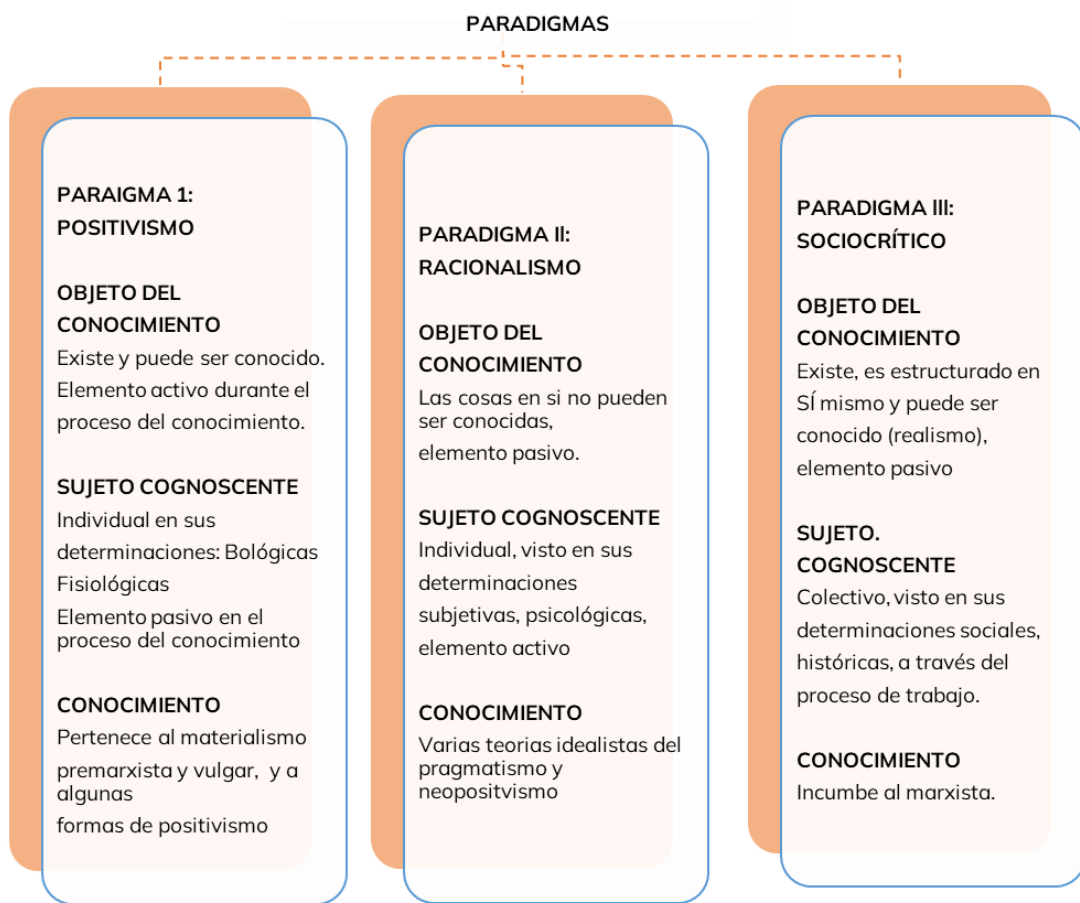 PARADIGMAS
PARAIGMA 1:
POSITIVISMO
OBJETO DEL
CONOCIMIENTO
Existe y puede ser conocido.
Elemento activo durante el
proceso del conocimiento.
SUJETO COGNOSCENTE
Individual en sus
determinaciones: Bológicas
Fisiológicas
Elemento pasivo en el
proceso del conocimiento
CONOCIMIENTO
Pertenece al materialismo
premarxista y vulgar, y a
algunas
formas de positivismo
PARADIGMA II:
RACIONALISMO
OBJETO DEL
CONOCIMIENTO
Las cosas en si no pueden
ser conocidas,
elemento pasivo.
SUJETO COGNOSCENTE
Individual, visto en sus
determinaciones
subjetivas, psicológicas,
elemento activo
CONOCIMIENTO
Varias teorias idealistas del
pragmatismo y
neopositvismo
PARADIGMA III:
SOCIOCRÍTICO
OBJETO DEL
CONOCIMIENTO
Existe, es estructurado en
SÍ mismo y puede ser
conocido (realismo),
elemento pasivo
SUJETO.
COGNOSCENTE
Colectivo, visto en sus
determinaciones sociales,
históricas, a través del
proceso de trabajo.
CONOCIMIENTO
Incumbe al marxista.